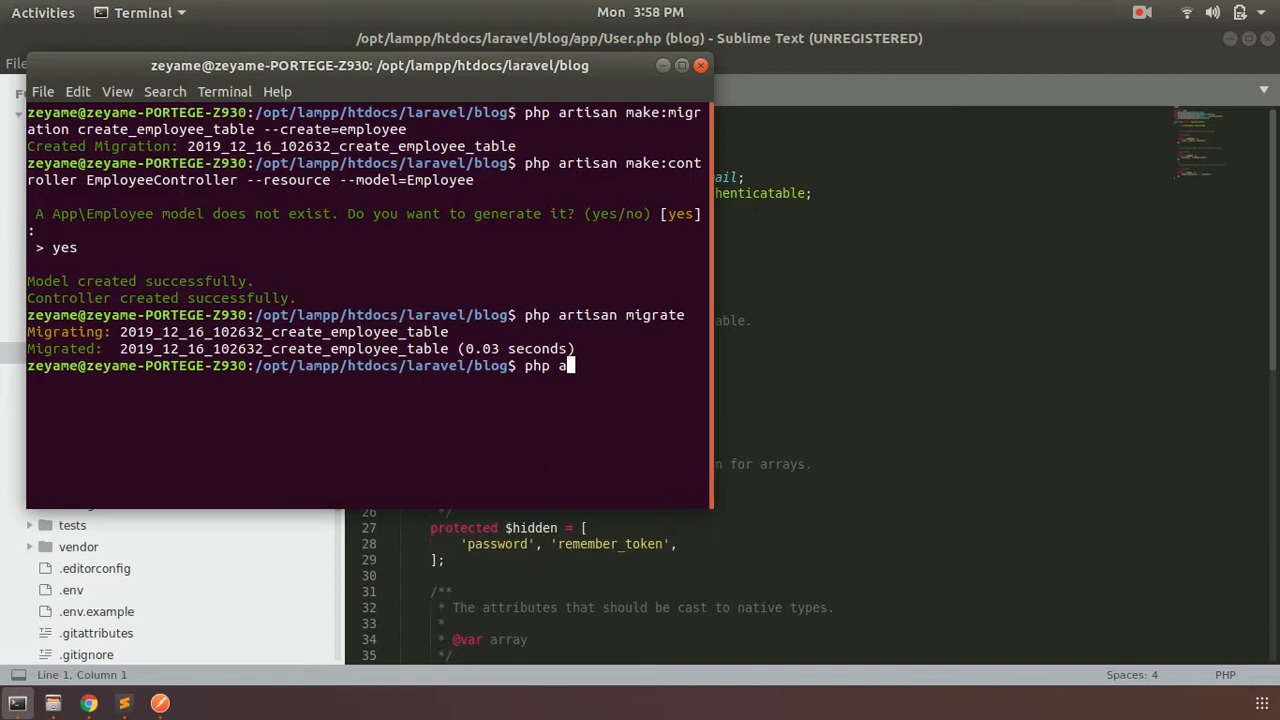 Activities
Terminal
Mon 3:58 PM
/opt/lampp/htdocs/laravel/blog/app/User.php (blog) - Sublime Text (UNREGISTERED)
File
zeyame@zeyame-PORTEGE-Z930: /opt/lampp/htdocs/laravel/blog
File Edit View Search Terminal Help
zeyame@zeyame-PORTEGE-Z930:/opt/lampp/htdocs/laravel/blog$ php artisan make:migr
ation create_employee_table --create=employee
Created Migration: 2019_12_16_102632_create_employee_table
zeyame@zeyame-PORTEGE-Z930:/opt/lampp/htdocs/laravel/blog$ php artisan make:cont
roller EmployeeController --resource --model=Employee
A App\Employee model does not exist. Do you want to generate it? (yes/no) [yes]
:
> yes
Model created successfully.
Controller created successfully.
zeyame@zeyame-PORTEGE-Z930:/opt/lampp/htdocs/laravel/blog$ php artisan migrate
Migrating: 2019_12_16_102632_create_employee_table
Migrated:  2019_12_16_102632_create_employee_table (0.03 seconds)
zeyame@zeyame-PORTEGE-Z930:/opt/lampp/htdocs/laravel/blog$ php a
ail;
henticatable;
able.
n for arrays.
tests
vendor
.editorconfig
.env
.env.example
.gitattributes
.gitignore
26 */
27 protected $hidden = [
28 'password', 'remember_token',
29 ];
30
31 /**
32 * The attributes that should be cast to native types.
33 *
34 * @var array
35 */
Line 1, Column 1
Spaces: 4
PHP